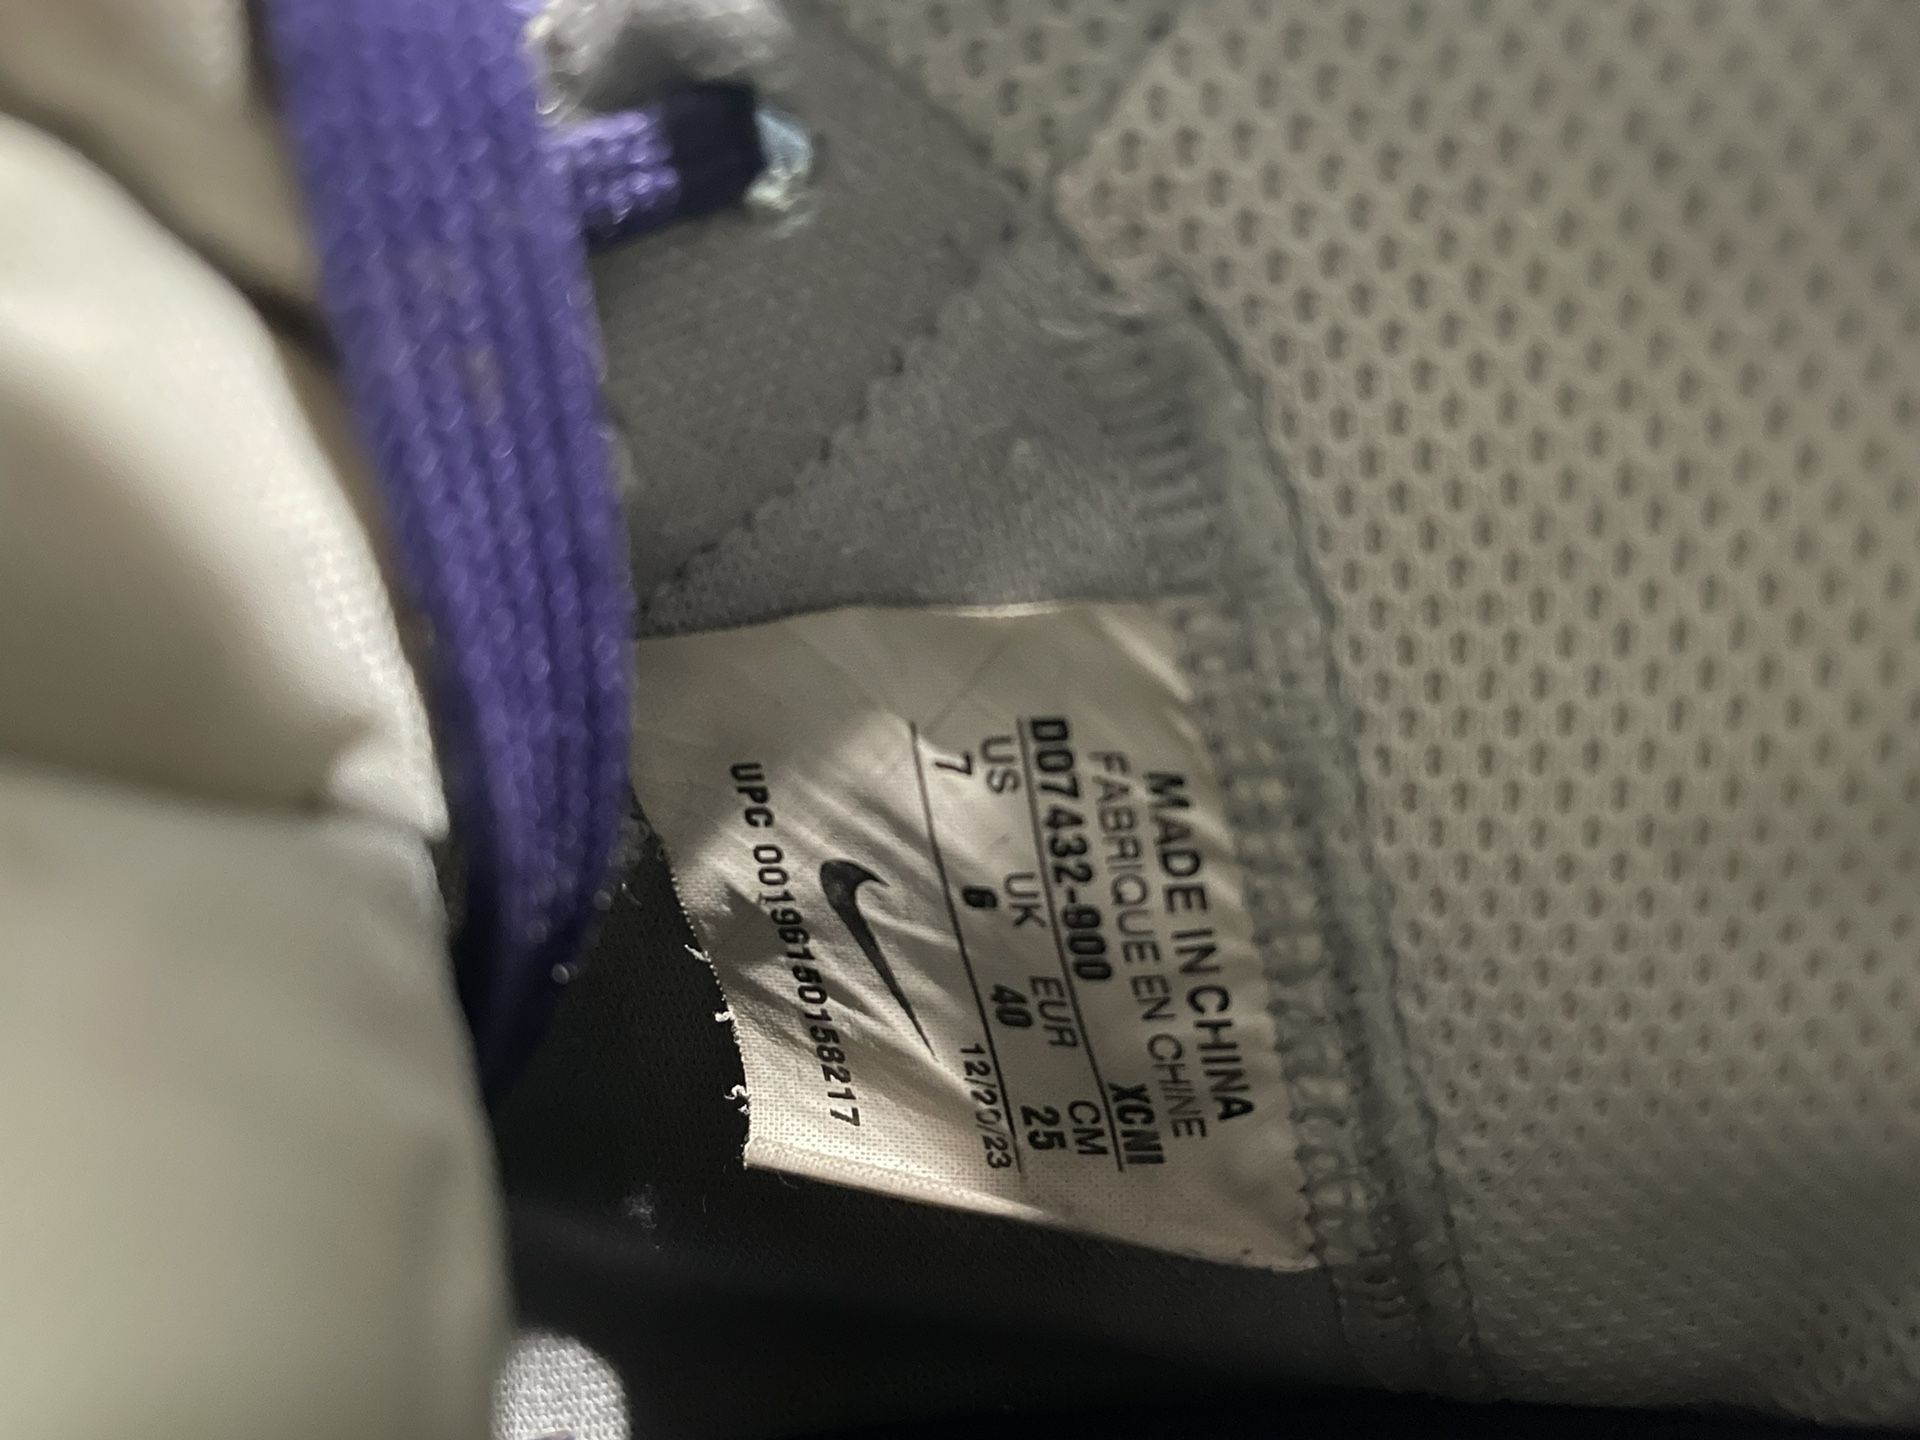 MADE IN CHINA
FABRIQUE EN CHINE
DO7432-900 XCNI
US UK EUR CM
7 6 40 25
12/20/23
UPC 00196150158217